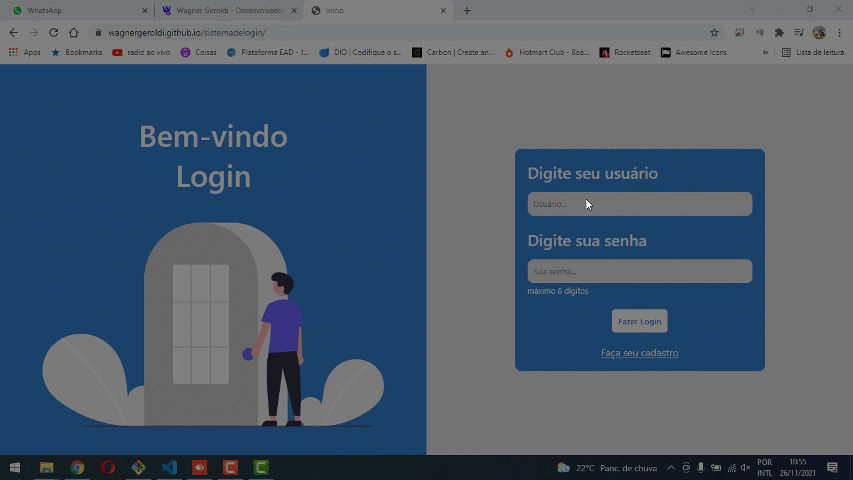 WhatsApp
Wagner Geroldi - Desenvolvedo
Início
wagnergeroldi.github.io/sistemadelogin/
Apps
Bookmarks
radio ao vivo
Coisas
Plataforma EAD - J...
DIO | Codifique o s...
Carbon | Create an...
Hotmart Club - Boa...
Rocketseat
Awesome icons
»
Lista de leitura
Bem-vindo
Login
Digite seu usuário
Usuário...
Digite sua senha
Sua senha...
máximo 8 dígitos
Fazer Login
Faça seu cadastro
22°C Panc. de chuva
POR
INTL
10:55
26/11/2021